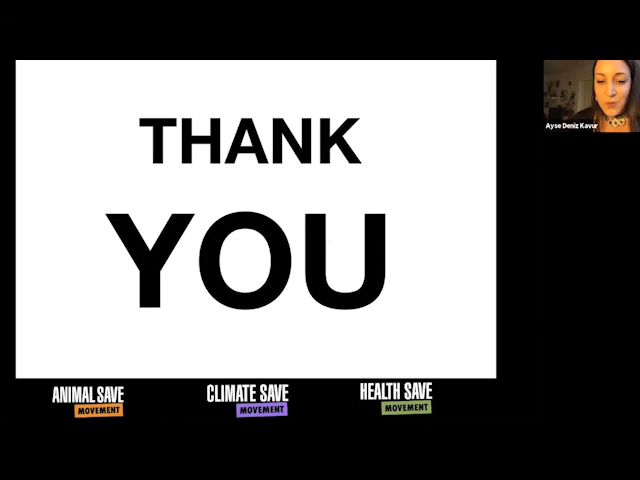 THANK
YOU
Ayse Deniz Kavur
ANIMAL SAVE
MOVEMENT
CLIMATE SAVE
MOVEMENT
HEALTH SAVE
MOVEMENT